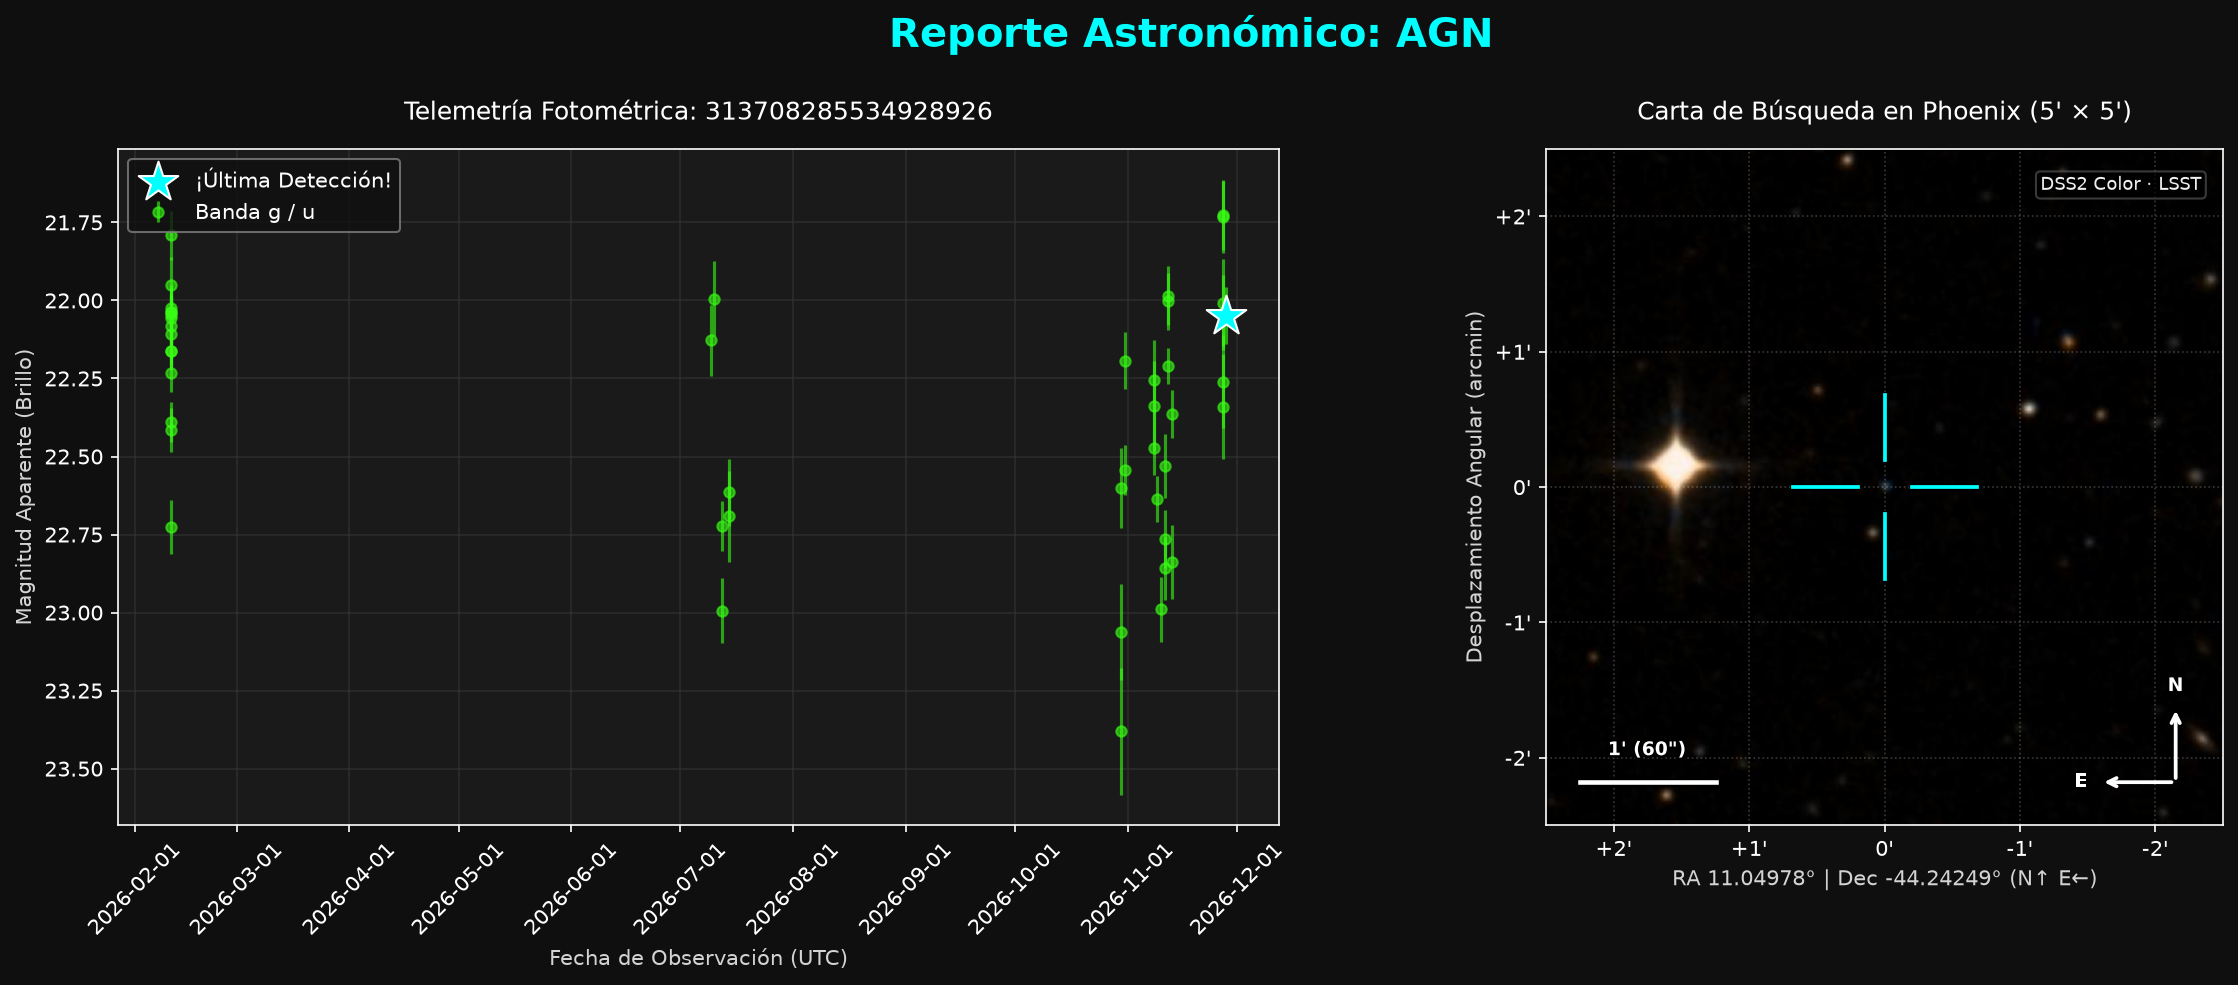 Reporte Astronómico: AGN
Telemetría Fotométrica: 313708285534928926
¡Última Detección!
Banda g / u
Magnitud Aparente (Brillo)
21.75
22.00
22.25
22.50
22.75
23.00
23.25
23.50
2026-02-01
2026-03-01
2026-04-01
2026-05-01
2026-06-01
2026-07-01
2026-08-01
2026-09-01
2026-10-01
2026-11-01
2026-12-01
Fecha de Observación (UTC)
Carta de Búsqueda en Phoenix (5' × 5')
DSS2 Color · LSST
Desplazamiento Angular (arcmin)
+2'
+1'
0'
-1'
-2'
N
E
1' (60")
+2'
+1'
0'
-1'
-2'
RA 11.04978° | Dec -44.24249° (N↑ E←)